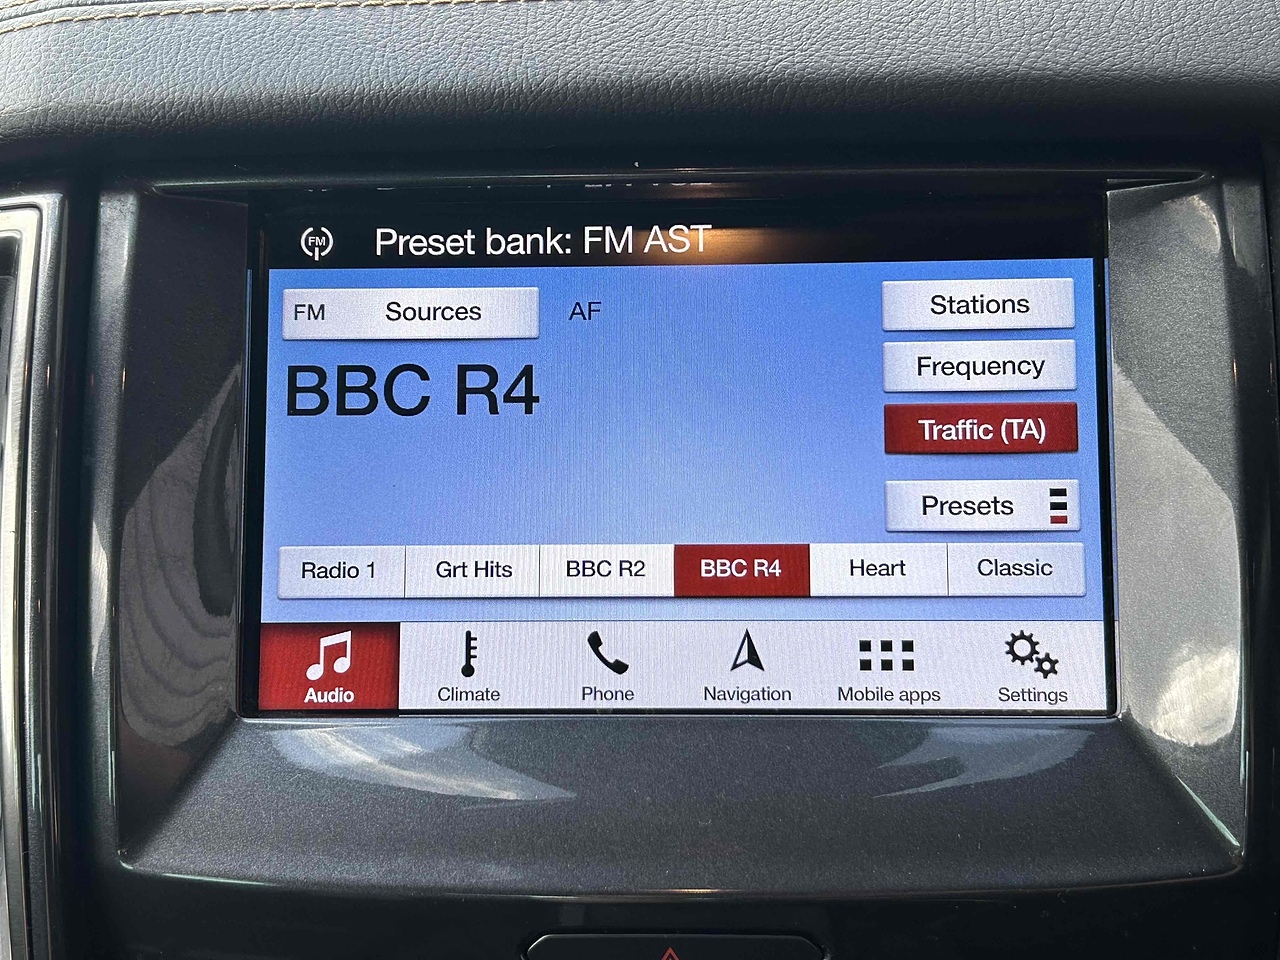 FM Preset bank: FM AST
FM Sources AF Stations
BBC R4
Frequency
Traffic (TA)
Presets
Radio 1 Grt Hits BBC R2 BBC R4 Heart Classic
Audio Climate Phone Navigation Mobile apps Settings